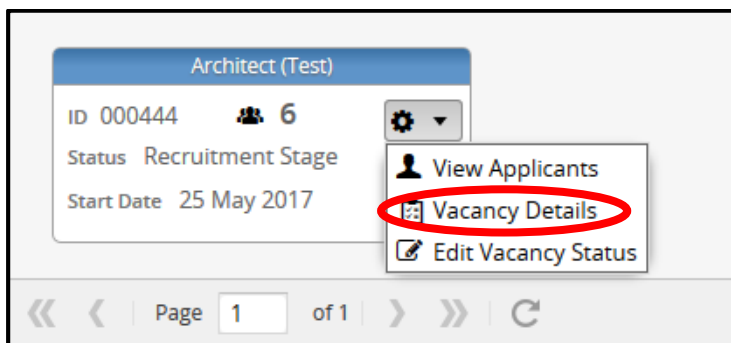 Architect (Test)
ID 000444 6
Status Recruitment Stage
Start Date 25 May 2017
View Applicants
Vacancy Details
Edit Vacancy Status
Page 1 of 1